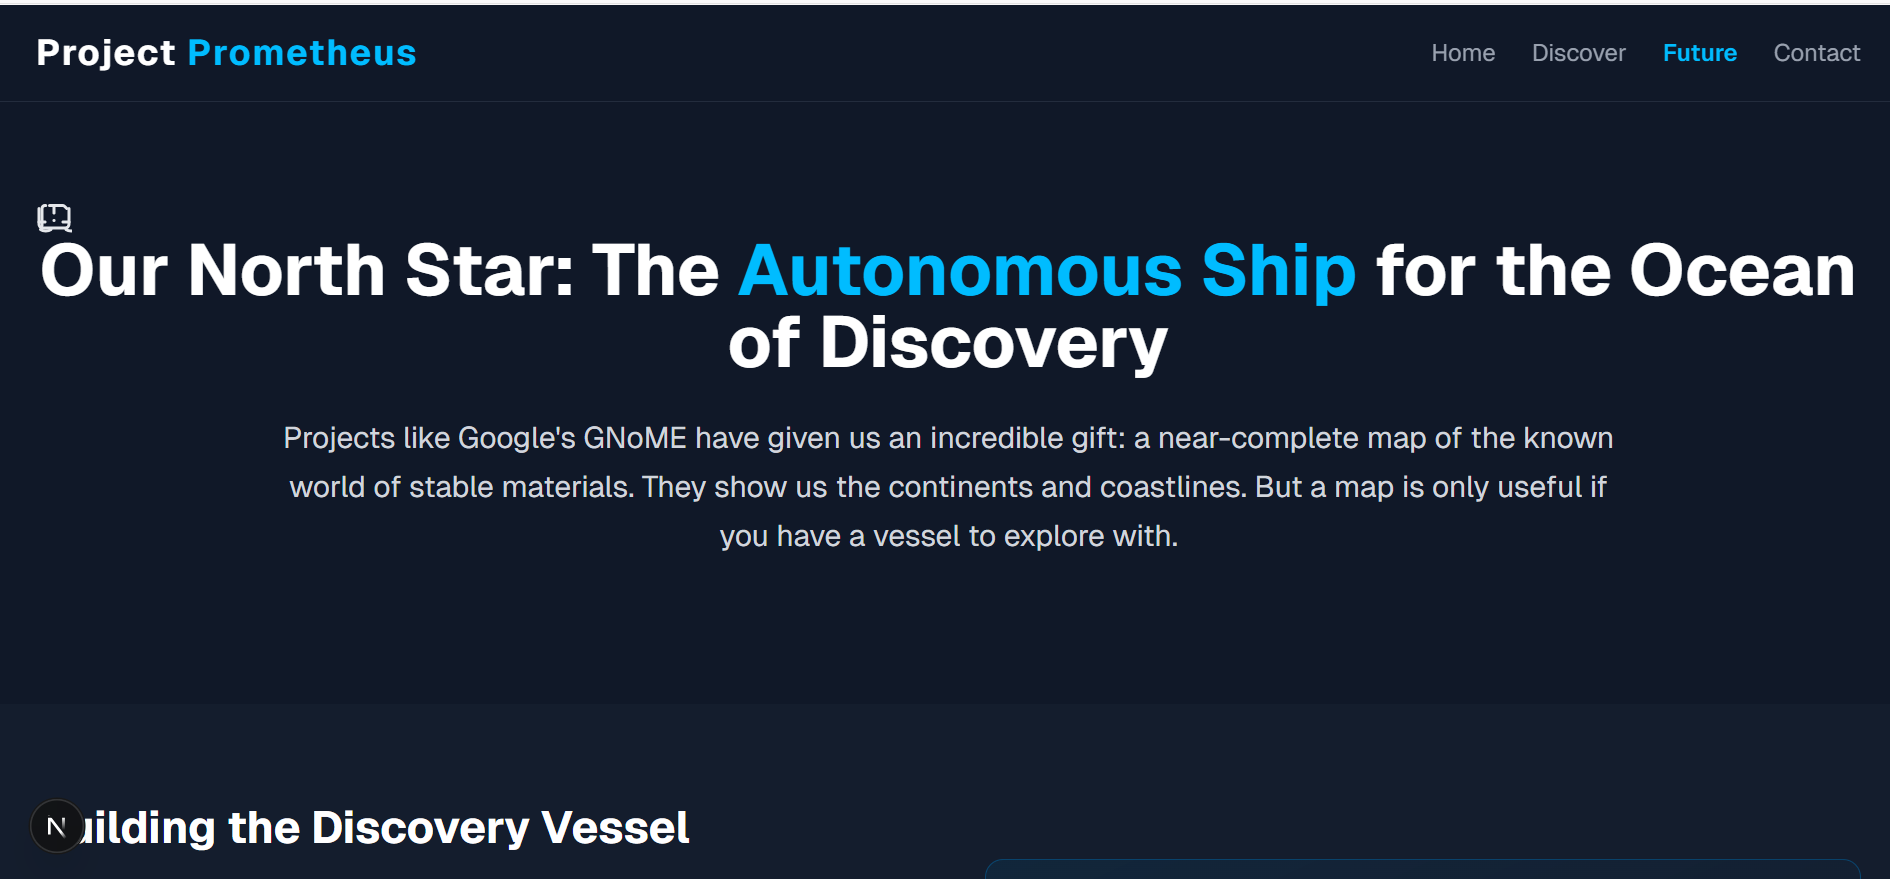 Project Prometheus
Home Discover Future Contact
Our North Star: The Autonomous Ship for the Ocean
of Discovery
Projects like Google's GNoME have given us an incredible gift: a near-complete map of the known
world of stable materials. They show us the continents and coastlines. But a map is only useful if
you have a vessel to explore with.
N
uilding the Discovery Vessel